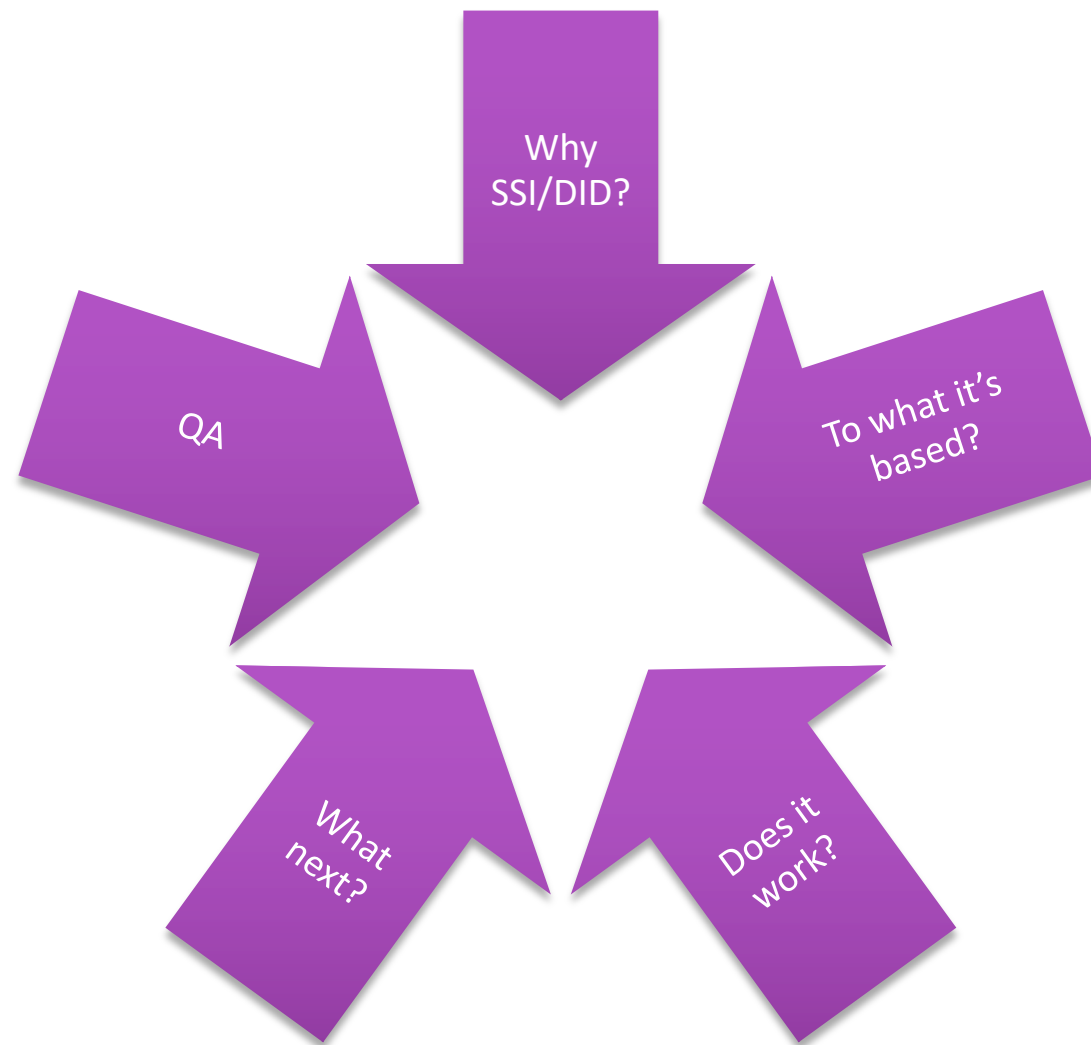 Why
SSI/DID?
To what it’s
based?
Does it
work?
What
next?
QA